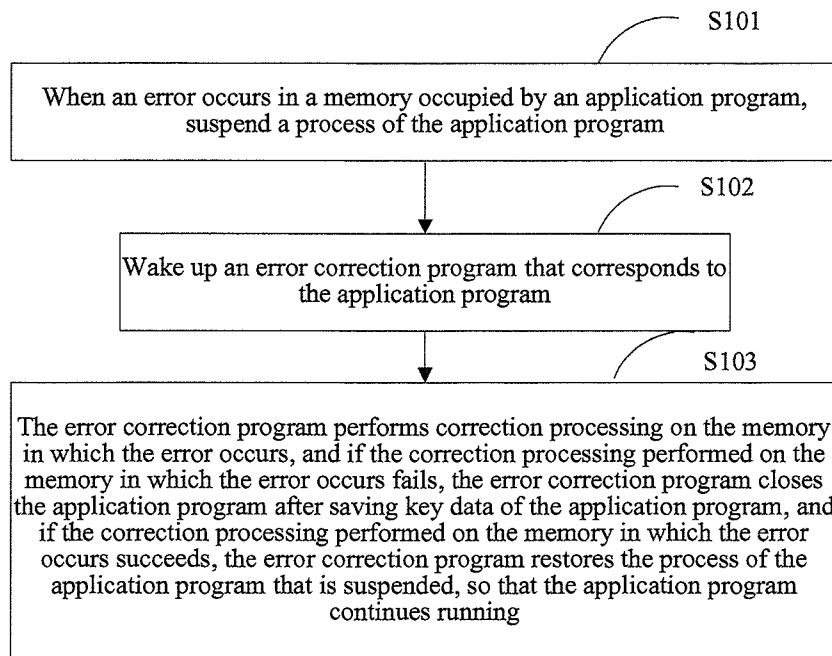 S101
When an error occurs in a memory occupied by an application program,
suspend a process of the application program
S102
Wake up an error correction program that corresponds to
the application program
S103
The error correction program performs correction processing on the memory
in which the error occurs, and if the correction processing performed on the
memory in which the error occurs fails, the error correction program closes
the application program after saving key data of the application program, and
if the correction processing performed on the memory in which the error
occurs succeeds, the error correction program restores the process of the
application program that is suspended, so that the application program
continues running